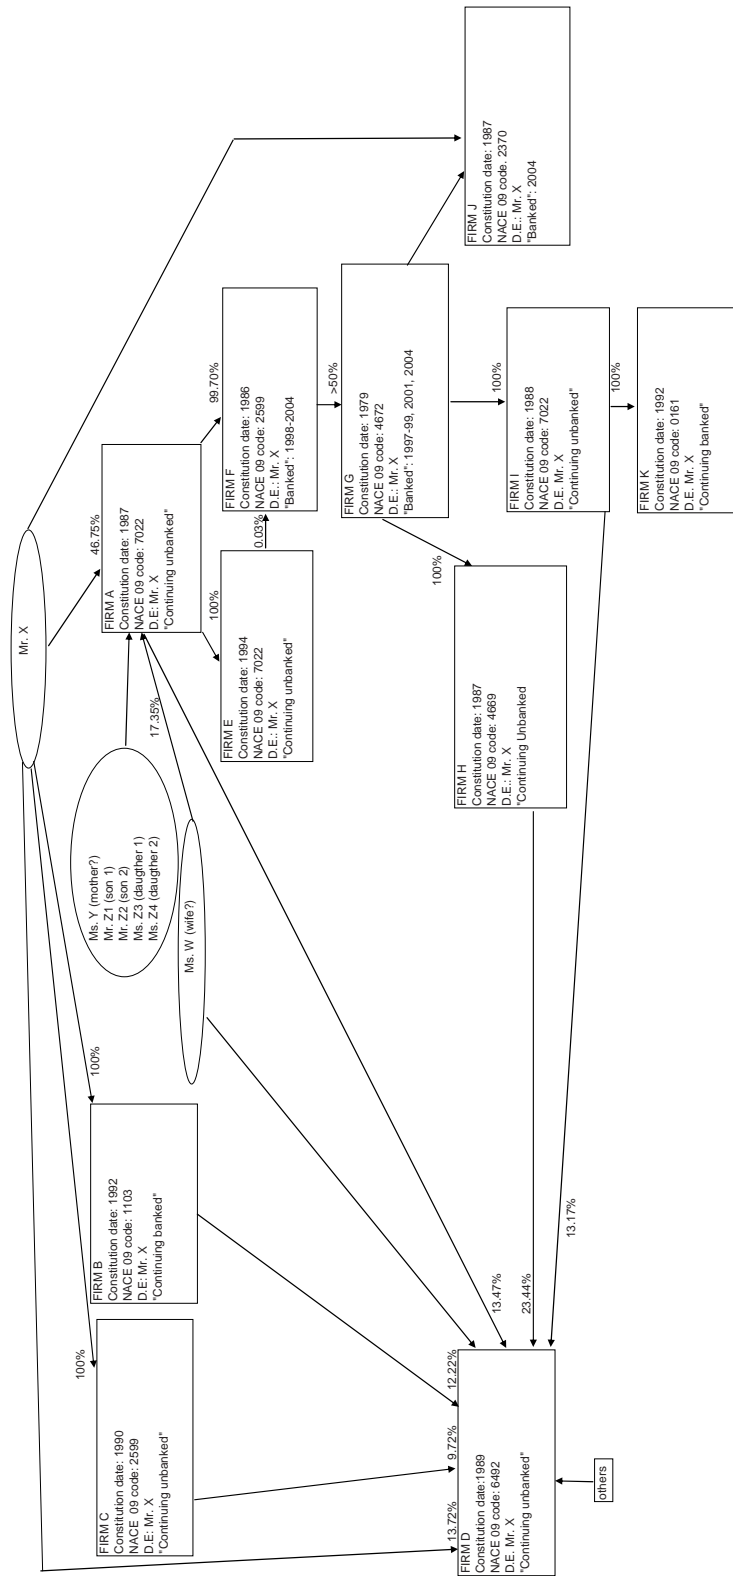 Mr. X
46.75%
FIRM A
Constitution date: 1987
NACE 09 code: 7022
D.E: Mr. X
"Continuing unbanked"
Ms. Y (mother?)
Mr. Z1 (son 1)
Mr. Z2 (son 2)
Ms. Z3 (daugther 1)
Ms. Z4 (daugther 2)
17.35%
Ms. W (wife?)
100%
FIRM B
Constitution date: 1992
NACE 09 code: 1103
D.E: Mr. X
"Continuing banked"
100%
FIRM C
Constitution date: 1990
NACE 09 code: 2599
D.E: Mr. X
"Continuing unbanked"
99.70%
FIRM F
Constitution date: 1986
NACE 09 code: 2599
D.E.: Mr. X
"Banked": 1998-2004
0.03%
100%
FIRM E
Constitution date: 1994
NACE 09 code: 7022
D.E.: Mr. X
"Continuing unbanked"
>50%
FIRM G
Constitution date: 1979
NACE 09 code: 4672
D.E.: Mr. X
"Banked": 1997-99, 2001, 2004
FIRM J
Constitution date: 1987
NACE 09 code. 2370
D.E.: Mr. X
"Banked": 2004
100%
FIRM H
Constitution date: 1987
NACE 09 code: 4669
D.E.: Mr. X
"Continuing Unbanked
100%
FIRM I
Constitution date: 1988
NACE 09 code: 7022
D.E. Mr. X
"Continuing unbanked"
100%
FIRM K
Constitution date: 1992
NACE 09 code: 0161
D.E.: Mr. X
"Continuing banked"
13.72%
9.72%
12.22%
13.47%
23.44%
13.17%
FIRM D
Constitution date:1989
NACE 09 code: 6492
D.E. Mr. X
"Continuing unbanked"
others